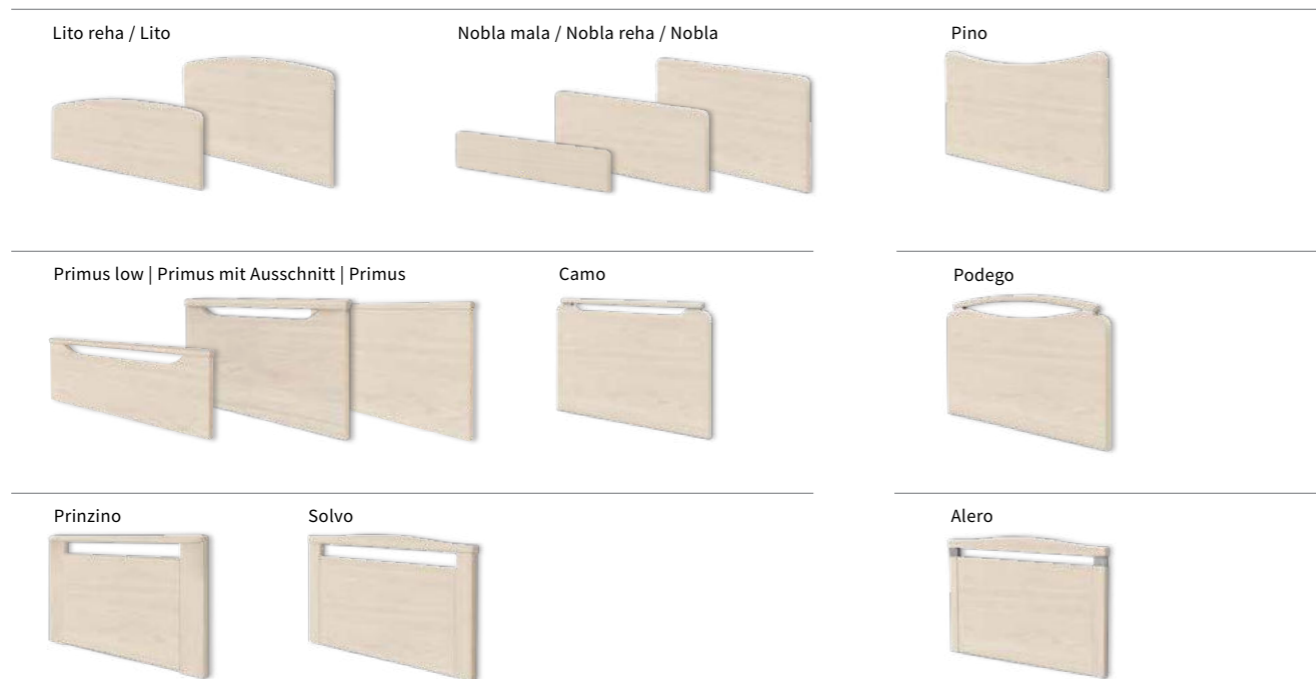 Lito reha / Lito
Nobla mala / Nobla reha / Nobla
Pino
Primus low | Primus mit Ausschnitt | Primus
Camo
Podego
Prinzino
Solvo
Alero